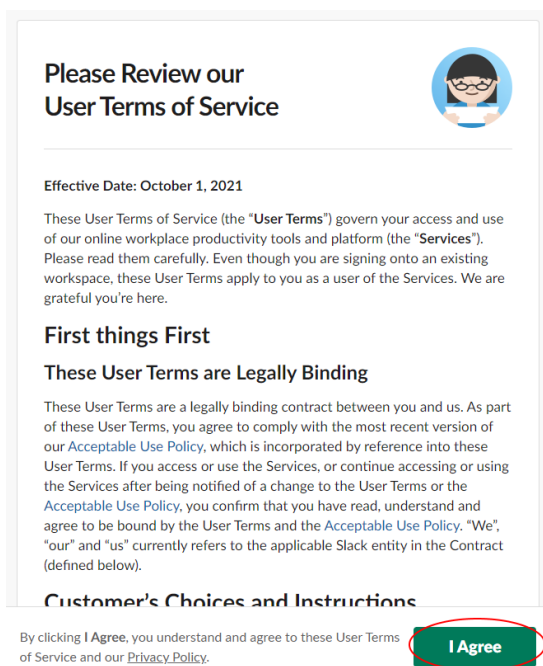 Please Review our
User Terms of Service
Effective Date: October 1, 2021
These User Terms of Service (the “User Terms”) govern your access and use
of our online workplace productivity tools and platform (the “Services”).
Please read them carefully. Even though you are signing onto an existing
workspace, these User Terms apply to you as a user of the Services. We are
grateful you’re here.
First things First
These User Terms are Legally Binding
These User Terms are a legally binding contract between you and us. As part
of these User Terms, you agree to comply with the most recent version of
our Acceptable Use Policy, which is incorporated by reference into these
User Terms. If you access or use the Services, or continue accessing or using
the Services after being notified of a change to the User Terms or the
Acceptable Use Policy, you confirm that you have read, understand and
agree to be bound by the User Terms and the Acceptable Use Policy. “We”,
“our” and “us” currently refers to the applicable Slack entity in the Contract
(defined below).
Customer’s Choices and Instructions
By clicking I Agree, you understand and agree to these User Terms
of Service and our Privacy Policy.
I Agree